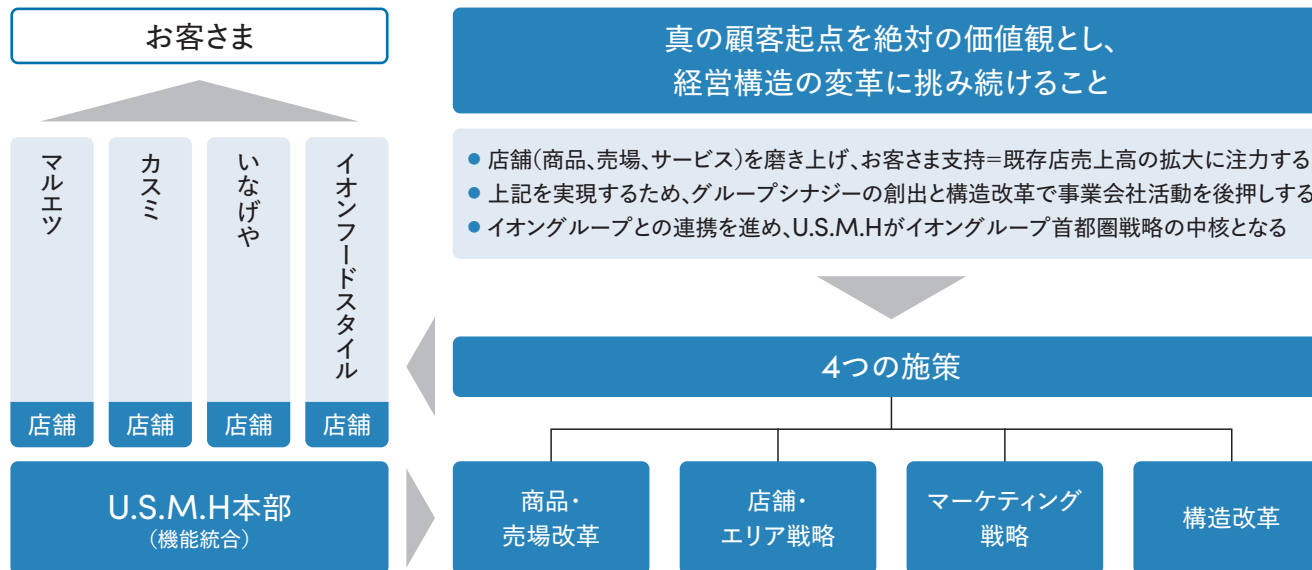 お客さま
マルエツ
カスミ
いなげや
イオンフードスタイル
店舗
店舗
店舗
店舗
U.S.M.H本部
(機能統合)
真の顧客起点を絶対の価値観とし、
経営構造の変革に挑み続けること
● 店舗(商品、売場、サービス)を磨き上げ、お客さま支持=既存店売上高の拡大に注力する
● 上記を実現するため、グループシナジーの創出と構造改革で事業会社活動を後押しする
● イオングループとの連携を進め、U.S.M.Hがイオングループ首都圏戦略の中核となる
4つの施策
商品・
売場改革
店舗・
エリア戦略
マーケティング
戦略
構造改革